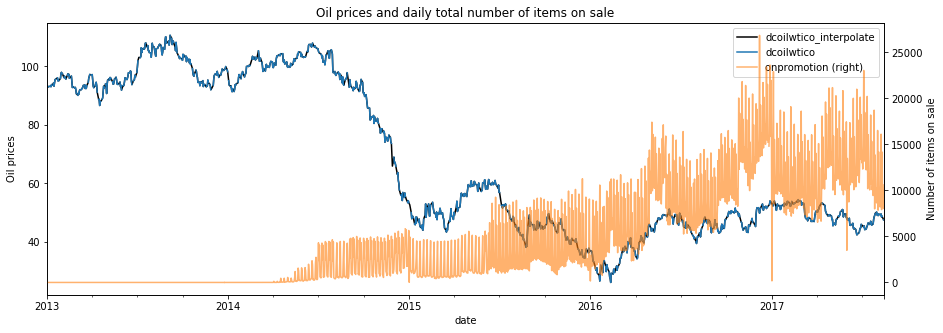 Oil prices and daily total number of items on sale
dcoilwtico_interpolate
dcoilwtico
onpromotion (right)
100
80
60
40
Oil prices
25000
20000
15000
10000
5000
0
Number of items on sale
2013
2014
2015
2016
2017
date